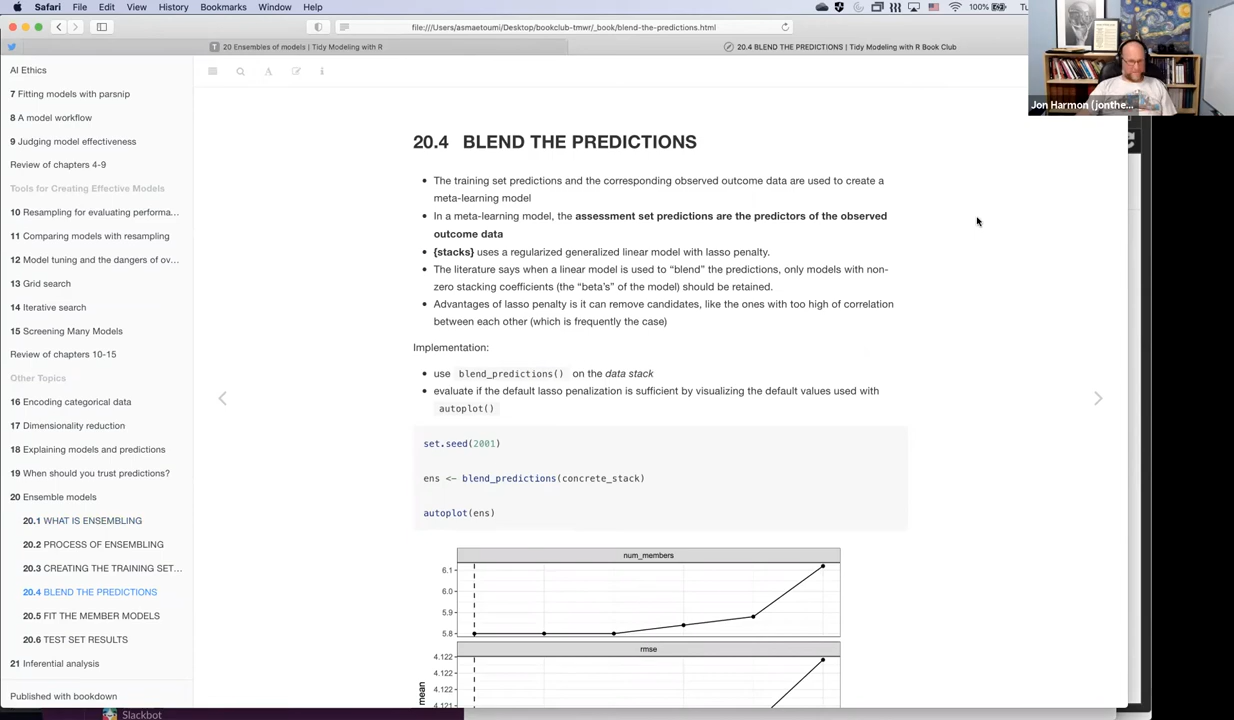 Safari File Edit View History Bookmarks Window Help 100% Tu
file:///Users/asmaetoumi/Desktop/bookclub-tmwr/_book/blend-the-predictions.html
20 Ensembles of models | Tidy Modeling with R
20.4 BLEND THE PREDICTIONS | Tidy Modeling with R Book Club
Jon Harmon (jonthe...
AI Ethics
7 Fitting models with parsnip
8 A model workflow
9 Judging model effectiveness
Review of chapters 4-9
Tools for Creating Effective Models
10 Resampling for evaluating performa...
11 Comparing models with resampling
12 Model tuning and the dangers of ov...
13 Grid search
14 Iterative search
15 Screening Many Models
Review of chapters 10-15
Other Topics
16 Encoding categorical data
17 Dimensionality reduction
18 Explaining models and predictions
19 When should you trust predictions?
20 Ensemble models
20.1 WHAT IS ENSEMBLING
20.2 PROCESS OF ENSEMBLING
20.3 CREATING THE TRAINING SET...
20.4 BLEND THE PREDICTIONS
20.5 FIT THE MEMBER MODELS
20.6 TEST SET RESULTS
21 Inferential analysis
Published with bookdown
Slackbot
20.4 BLEND THE PREDICTIONS
The training set predictions and the corresponding observed outcome data are used to create a
meta-learning model
In a meta-learning model, the assessment set predictions are the predictors of the observed
outcome data
{stacks} uses a regularized generalized linear model with lasso penalty.
The literature says when a linear model is used to “blend” the predictions, only models with non-
zero stacking coefficients (the “beta’s” of the model) should be retained.
Advantages of lasso penalty is it can remove candidates, like the ones with too high of correlation
between each other (which is frequently the case)
Implementation:
use blend_predictions() on the data stack
evaluate if the default lasso penalization is sufficient by visualizing the default values used with
autoplot()
set.seed(2001)
ens <- blend_predictions(concrete_stack)
autoplot(ens)
num_members
6.1
6.0
5.9
5.8
rmse
4.122
4.122
4.121
mean